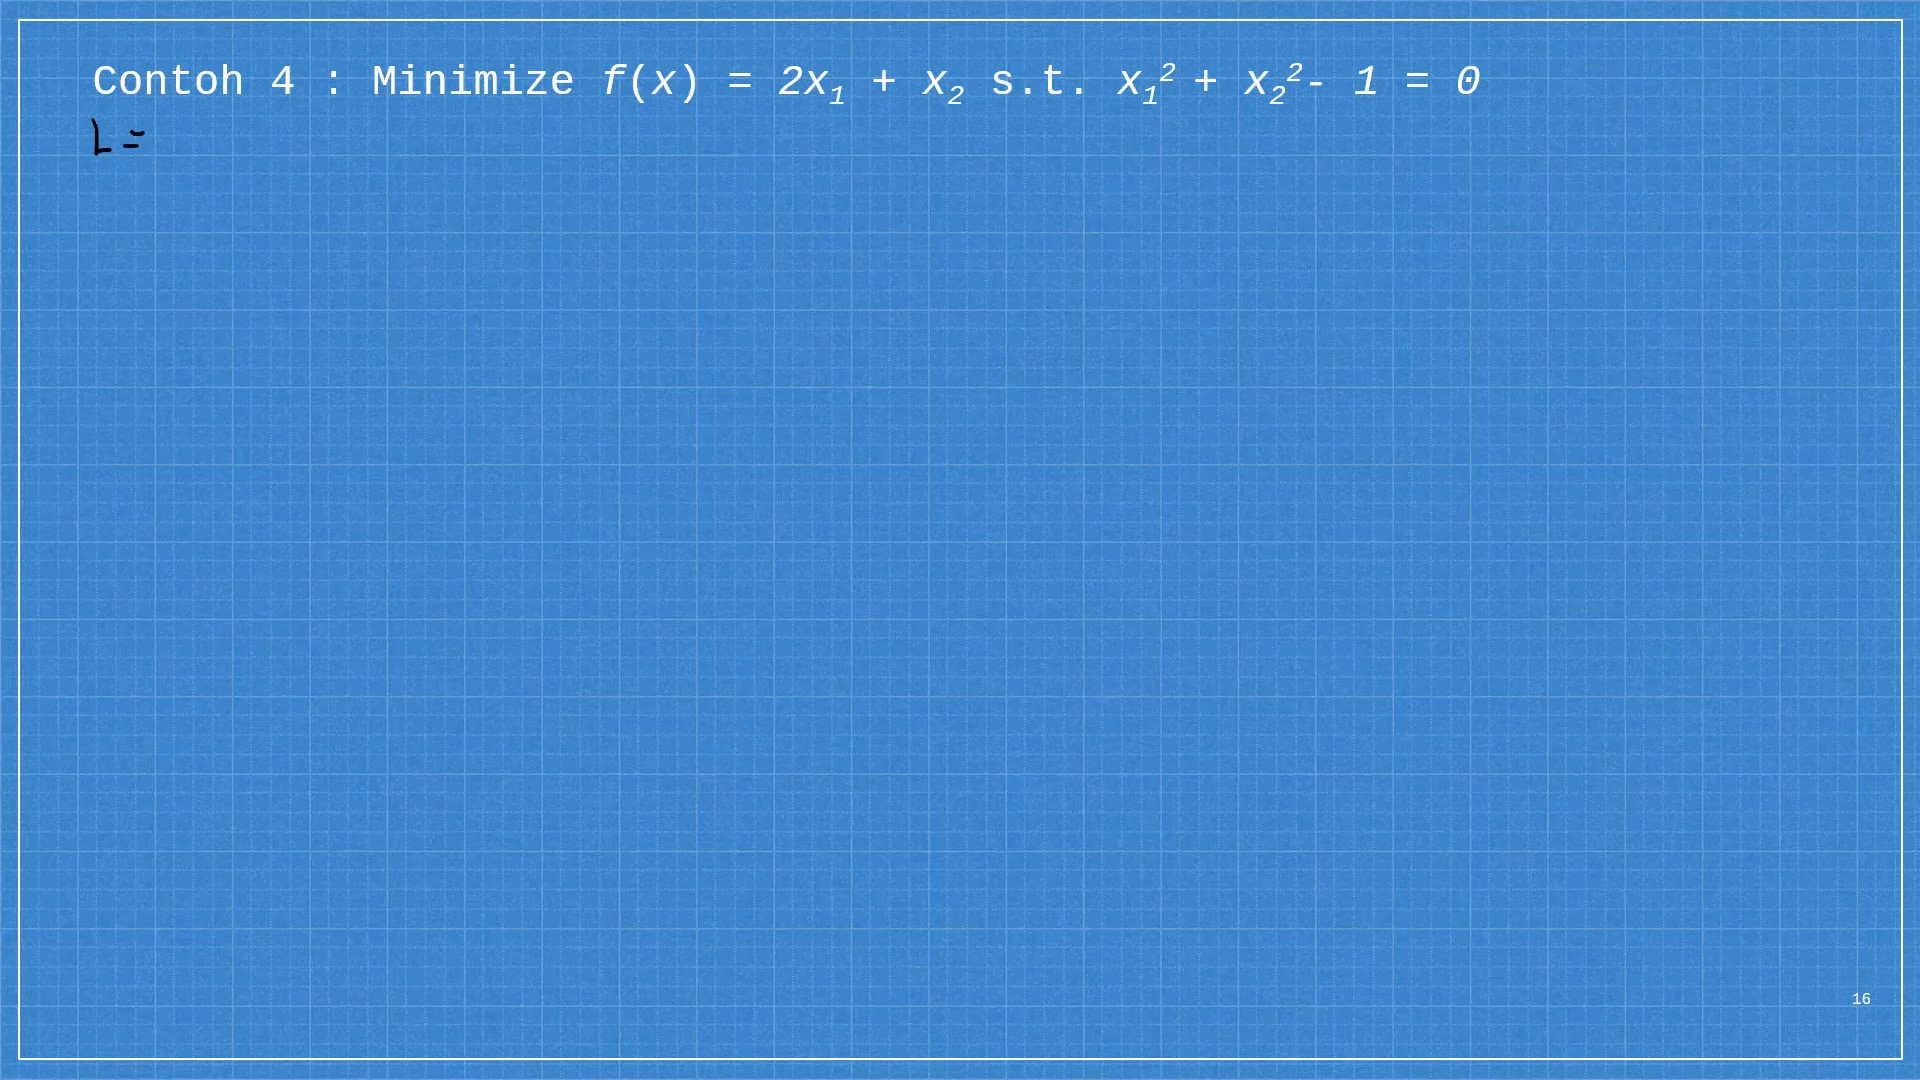 Contoh 4 : Minimize f(x) = 2x₁ + x₂ s.t. x₁² + x₂²- 1 = 0
L =
16